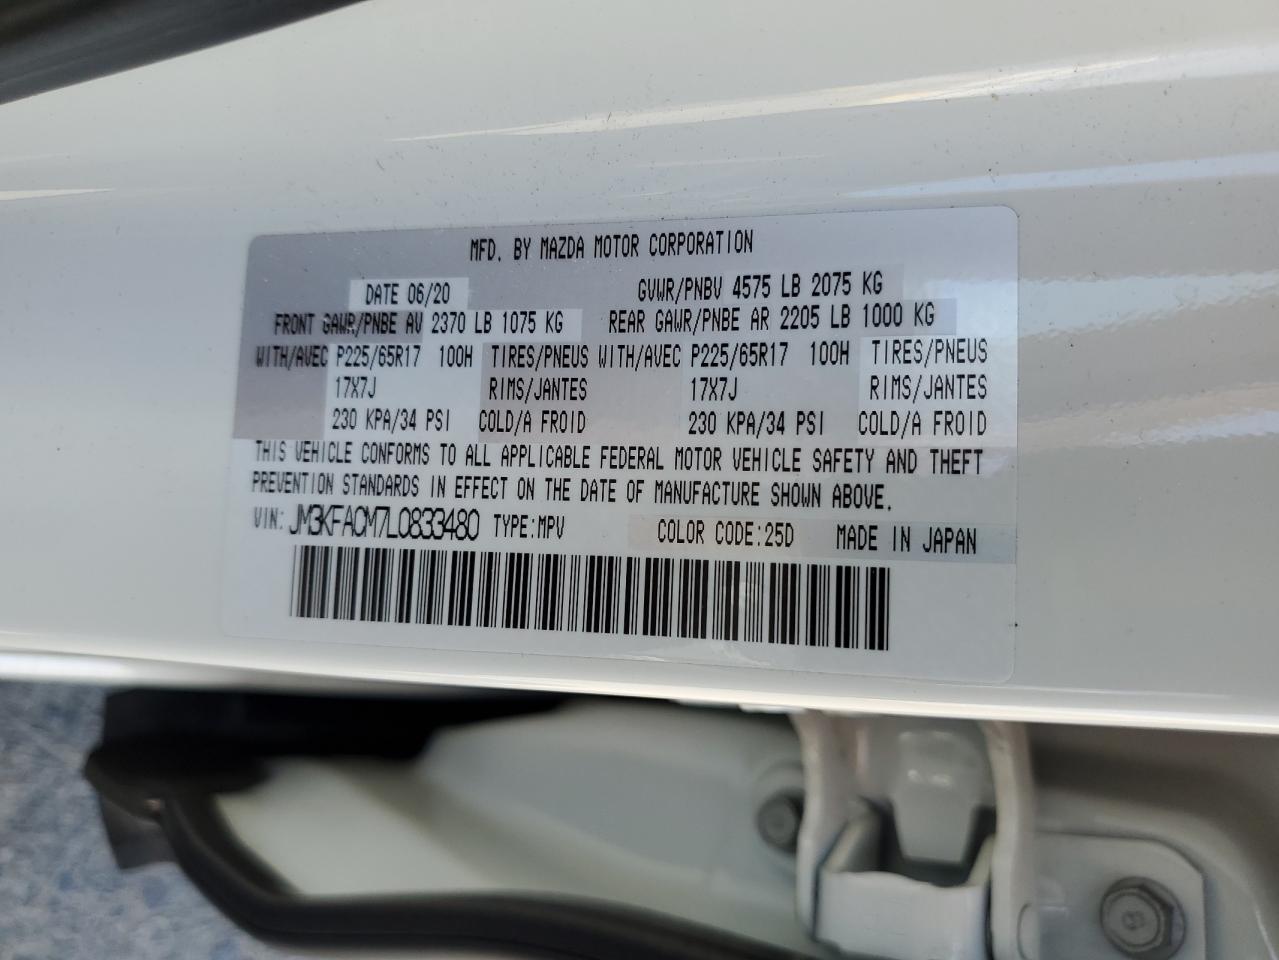 MFD. BY MAZDA MOTOR CORPORATION
DATE 06/20 GVWR/PNBV 4575 LB 2075 KG
FRONT GAWR/PNBE AV 2370 LB 1075 KG REAR GAWR/PNBE AR 2205 LB 1000 KG
WITH/AVEC P225/65R17 100H TIRES/PNEUS WITH/AVEC P225/65R17 100H TIRES/PNEUS
17X7J RIMS/JANTES 17X7J RIMS/JANTES
230 KPA/34 PSI COLD/A FROID 230 KPA/34 PSI COLD/A FROID
THIS VEHICLE CONFORMS TO ALL APPLICABLE FEDERAL MOTOR VEHICLE SAFETY AND THEFT
PREVENTION STANDARDS IN EFFECT ON THE DATE OF MANUFACTURE SHOWN ABOVE.
VIN: JM3KFACM7L0833480 TYPE:MPV COLOR CODE:25D MADE IN JAPAN